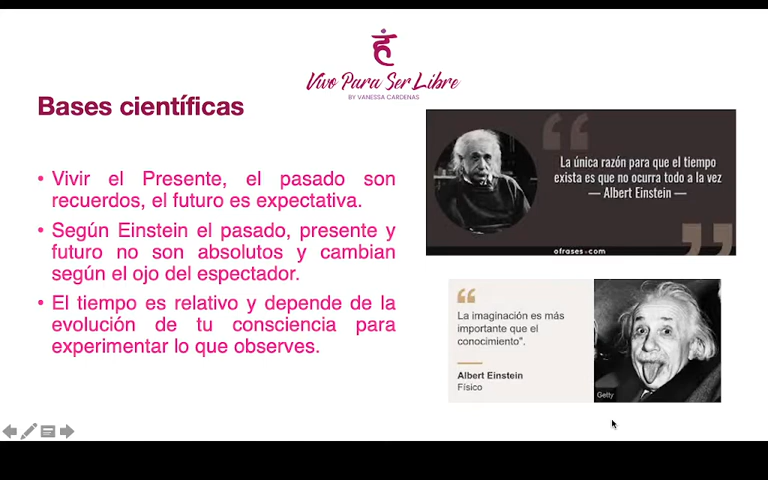 हं
Vivo Para Ser Libre
BY VANESSA CARDENAS
Bases científicas
• Vivir el Presente, el pasado son
recuerdos, el futuro es expectativa.
• Según Einstein el pasado, presente y
futuro no son absolutos y cambian
según el ojo del espectador.
• El tiempo es relativo y depende de la
evolución de tu consciencia para
experimentar lo que observes.
“
La única razón para que el tiempo
exista es que no ocurra todo a la vez
— Albert Einstein —
”
ofrases.com
“
La imaginación es más
importante que el
conocimiento".
Albert Einstein
Físico
Getty